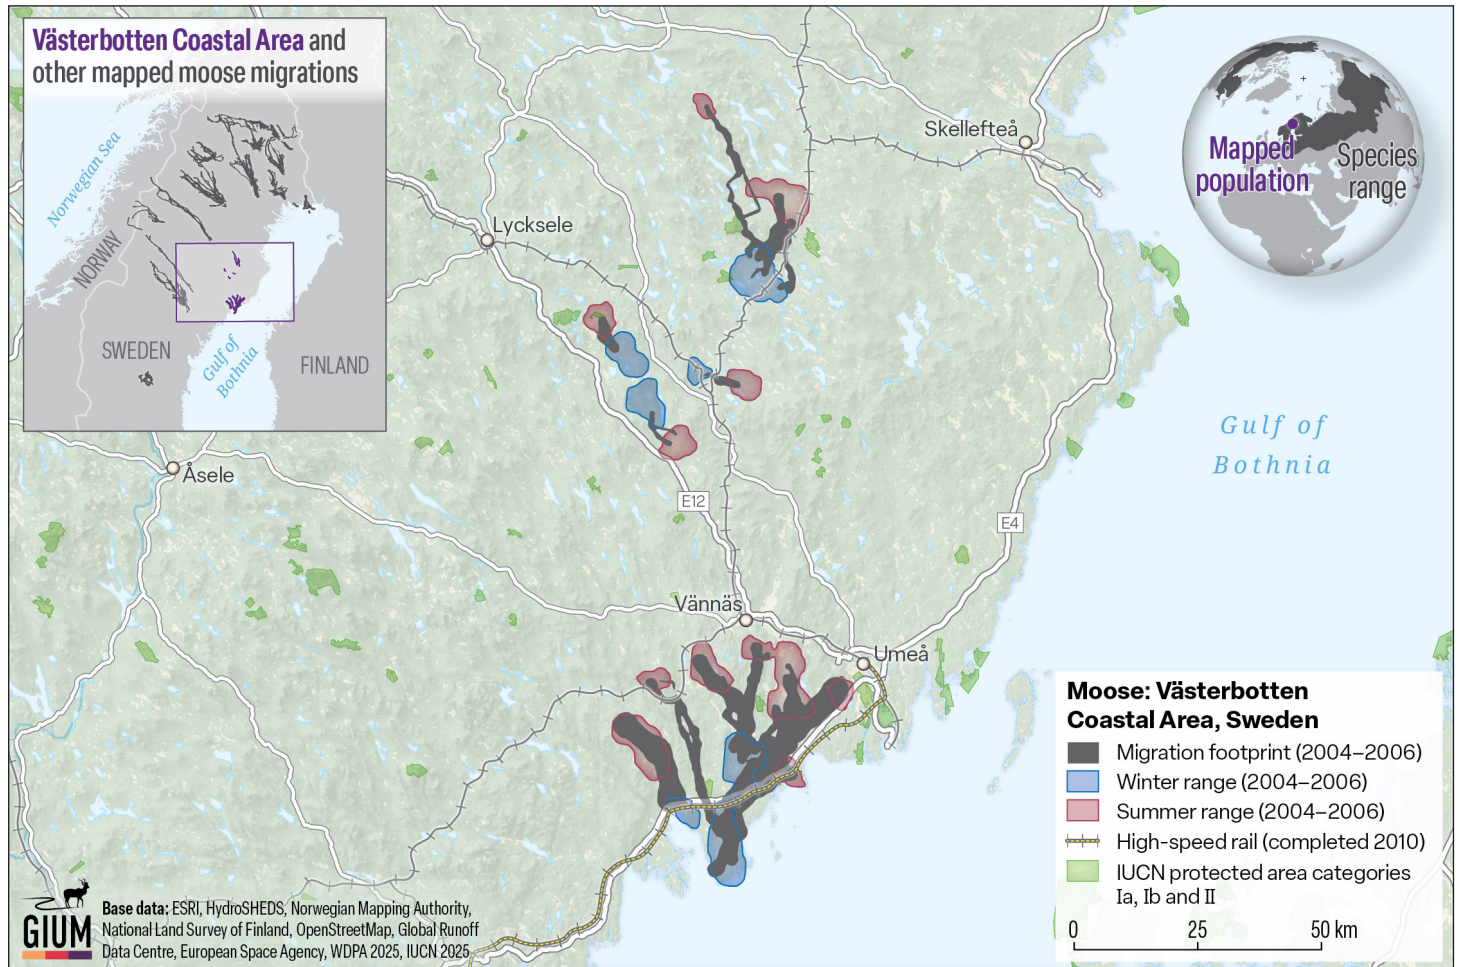 Västerbotten Coastal Area and
other mapped moose migrations
Norwegian Sea
NORWAY
SWEDEN
Gulf of
Bothnia
FINLAND
Skellefteå
Lycksele
Åsele
E12
E4
Vännäs
Umeå
Gulf of
Bothnia
Mapped
population
Species
range
Moose: Västerbotten
Coastal Area, Sweden
Migration footprint (2004–2006)
Winter range (2004–2006)
Summer range (2004–2006)
High-speed rail (completed 2010)
IUCN protected area categories
Ia, Ib and II
0 25 50 km
GIUM
Base data: ESRI, HydroSHEDS, Norwegian Mapping Authority,
National Land Survey of Finland, OpenStreetMap, Global Runoff
Data Centre, European Space Agency, WDPA 2025, IUCN 2025